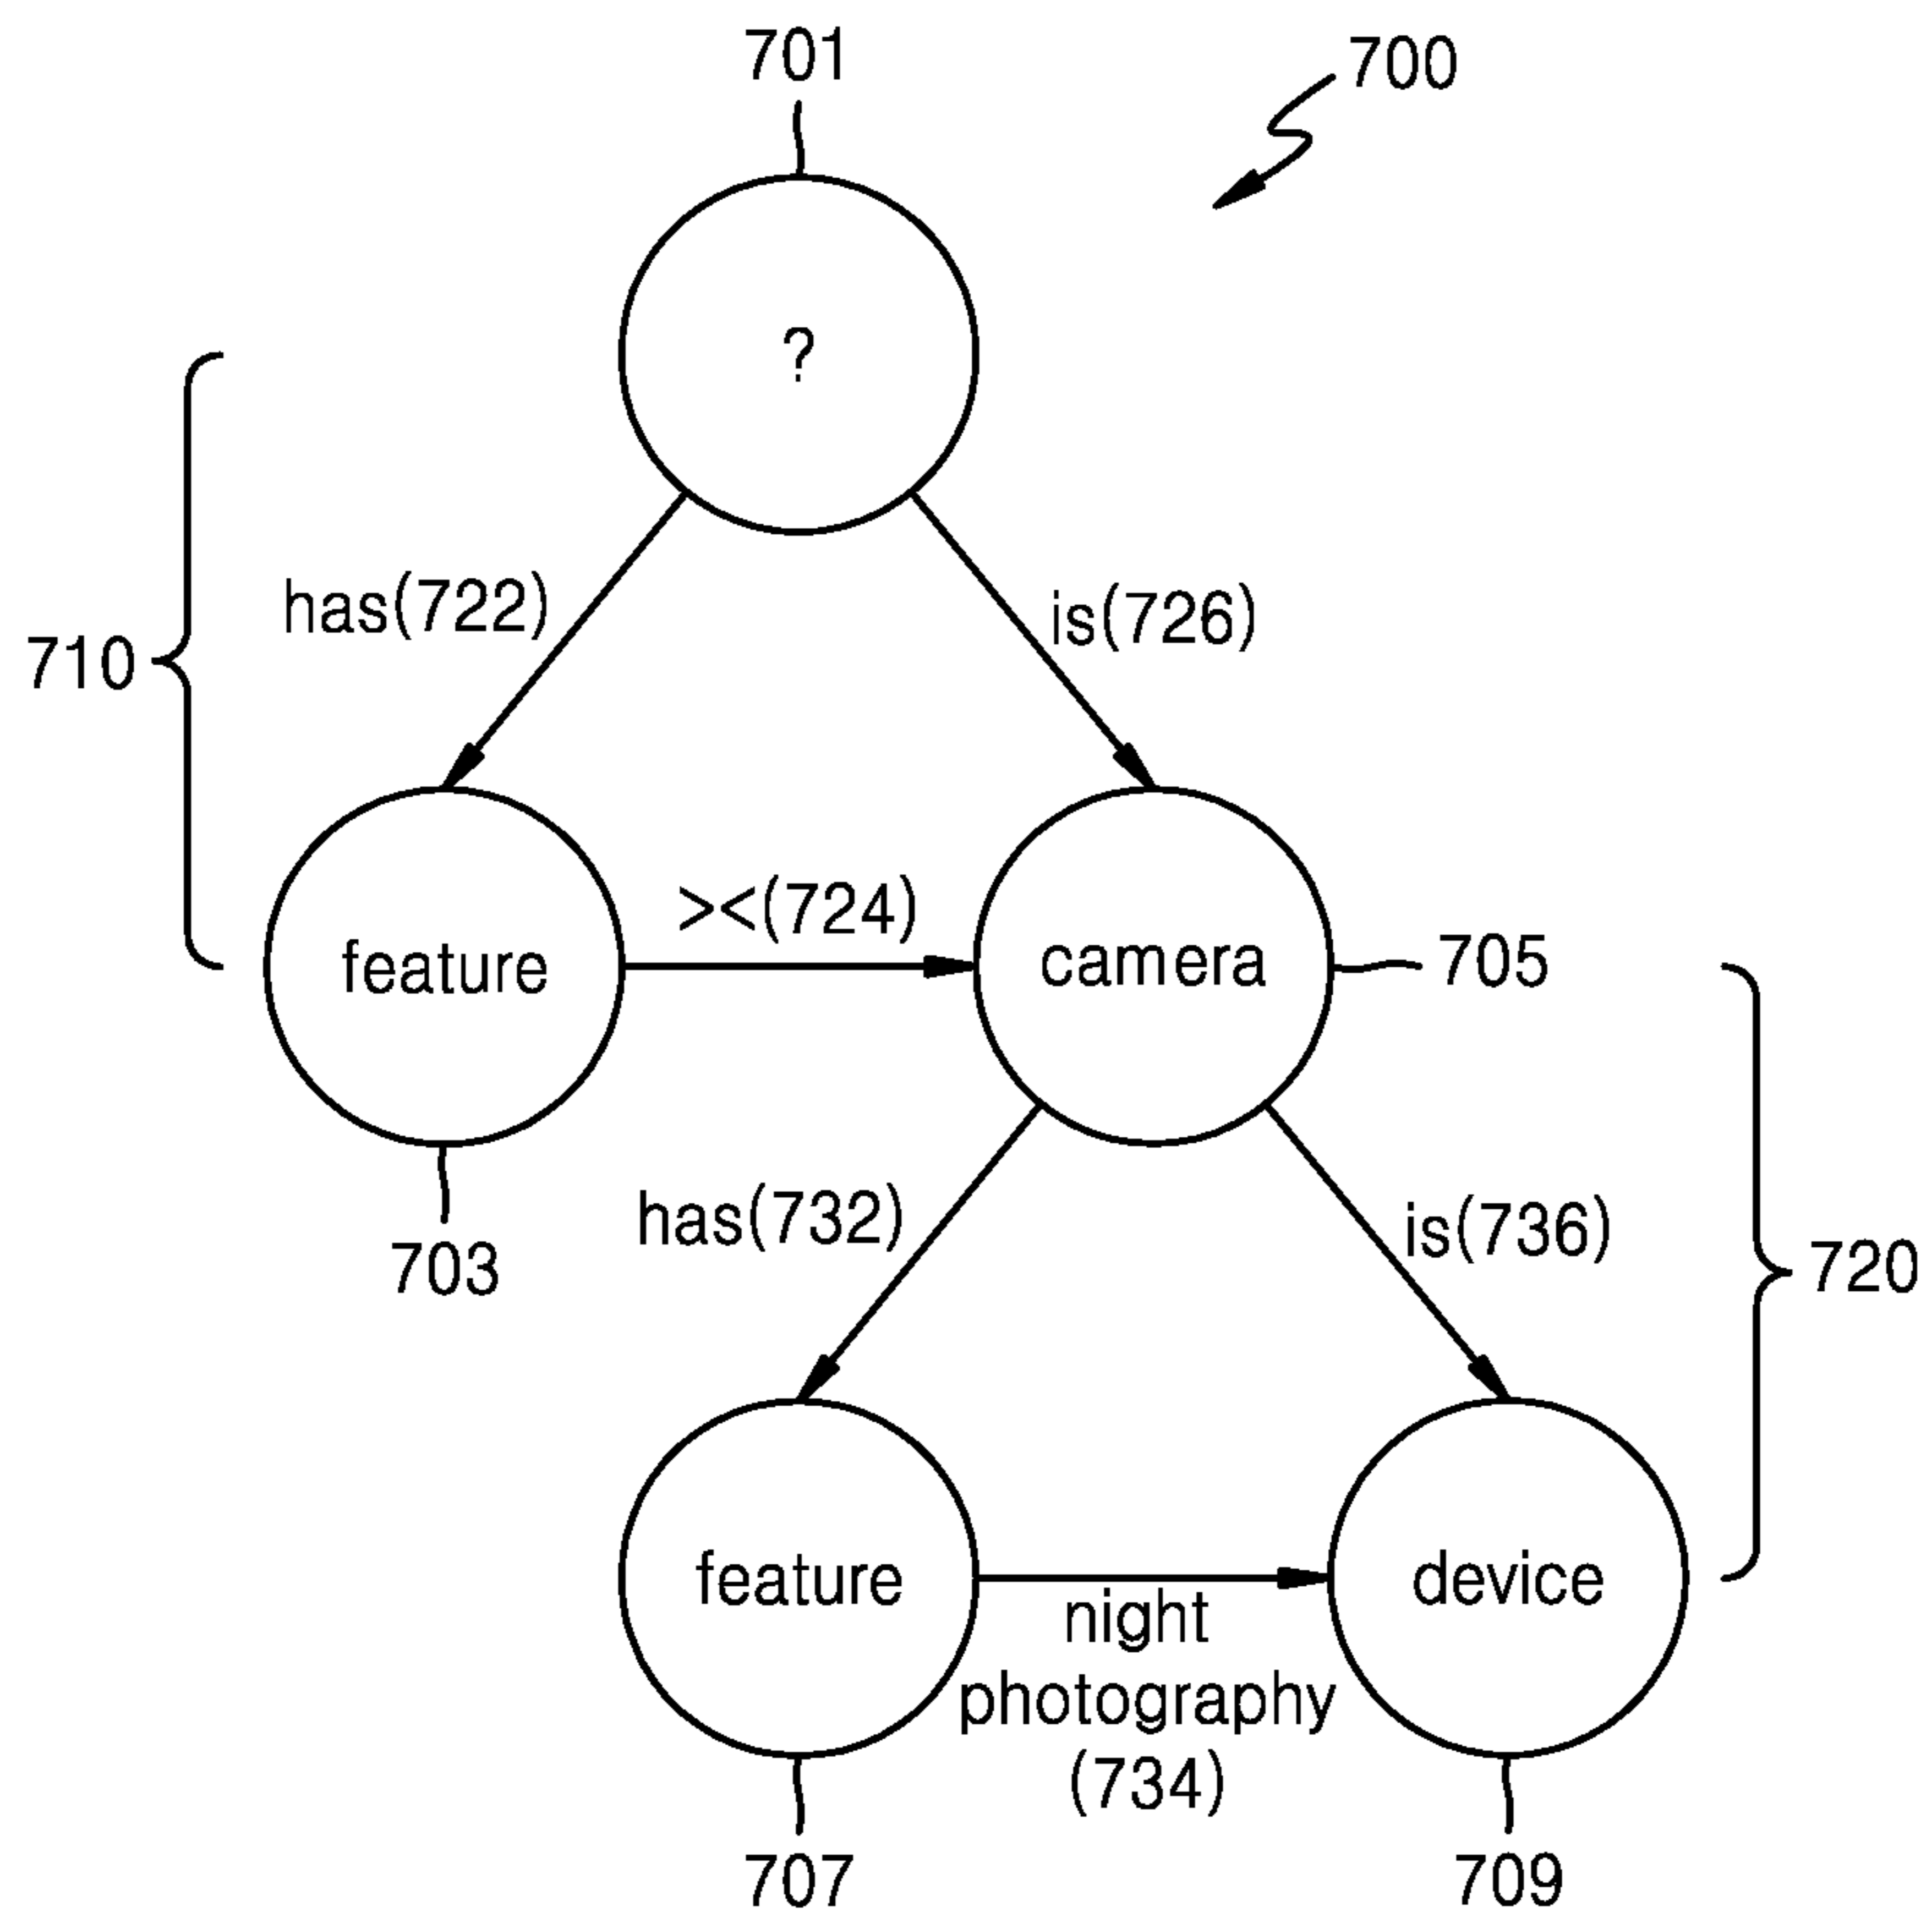 701
700
?
has(722)
is(726)
710
><(724)
feature
camera
705
703
has(732)
is(736)
720
feature
device
night
photography
(734)
707
709